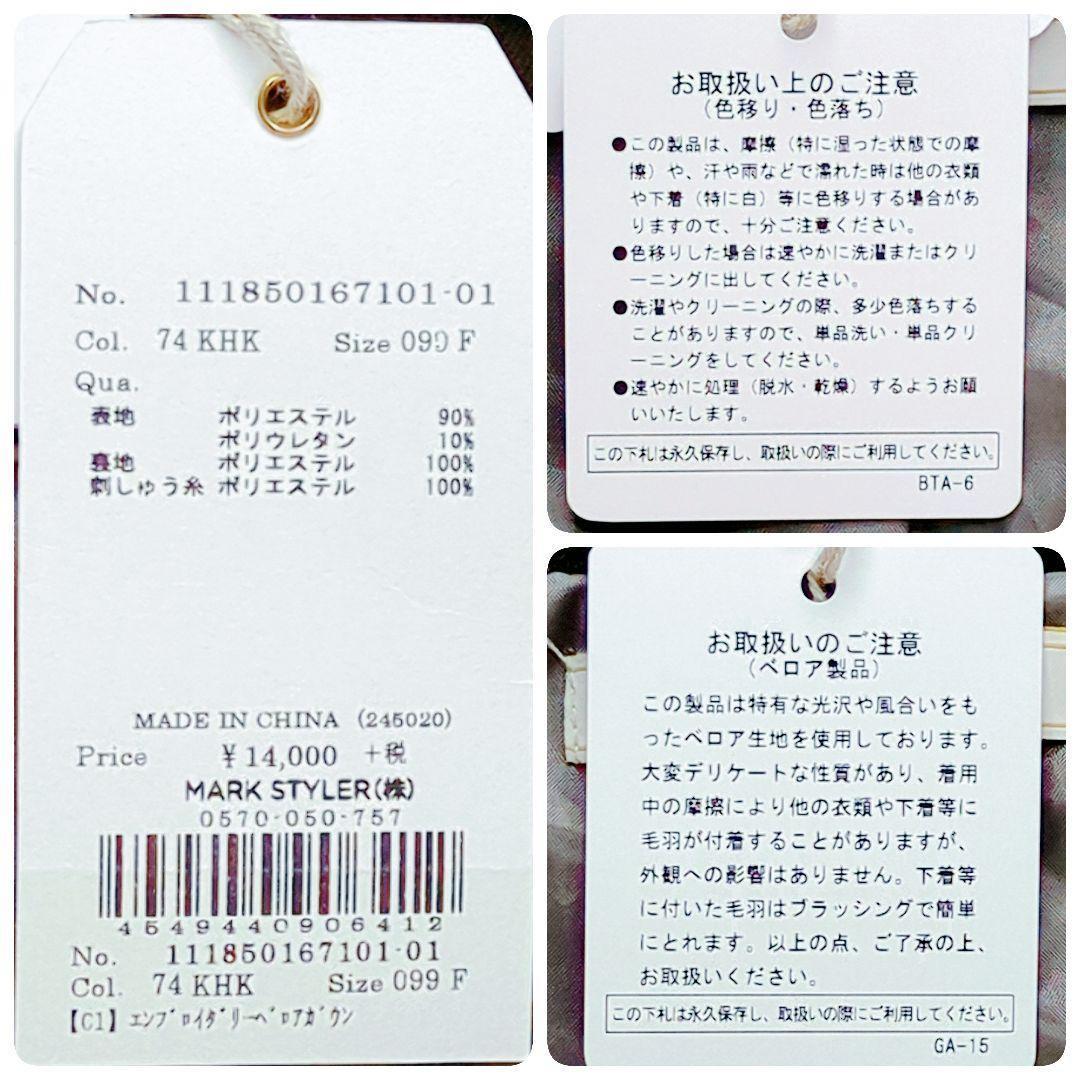 No. 111850167101-01
Col. 74 KHK Size 099 F
Qua.
表地 ポリエステル 90%
ポリウレタン 10%
裏地 ポリエステル 100%
刺しゅう糸 ポリエステル 100%
MADE IN CHINA (245020)
Price ¥14,000 +税
MARK STYLER(株)
0570-050-757
4549440906412
No. 111850167101-01
Col. 74 KHK Size 099 F
【C1】ｴﾝﾌﾞﾛｲﾀﾞﾘｰﾍﾞﾛｱｶﾞｳﾝ
お取扱い上のご注意
(色移り・色落ち)
●この製品は、摩擦(特に湿った状態での摩
擦)や、汗や雨などで濡れた時は他の衣類
や下着(特に白)等に色移りする場合があ
りますので、十分ご注意ください。
●色移りした場合は速やかに洗濯またはクリ
ーニングに出してください。
●洗濯やクリーニングの際、多少色落ちする
ことがありますので、単品洗い・単品クリ
ーニングをしてください。
●速やかに処理(脱水・乾燥)するようお願
いいたします。
この下札は永久保存し、取扱いの際にご利用してください。
BTA-6
お取扱いのご注意
(ベロア製品)
この製品は特有な光沢や風合いをも
ったベロア生地を使用しております。
大変デリケートな性質があり、着用
中の摩擦により他の衣類や下着等に
毛羽が付着することがありますが、
外観への影響はありません。下着等
に付いた毛羽はブラッシングで簡単
にとれます。以上の点、ご了承の上、
お取扱いください。
この下札は永久保存し、取扱いの際にご利用してください。
GA-15